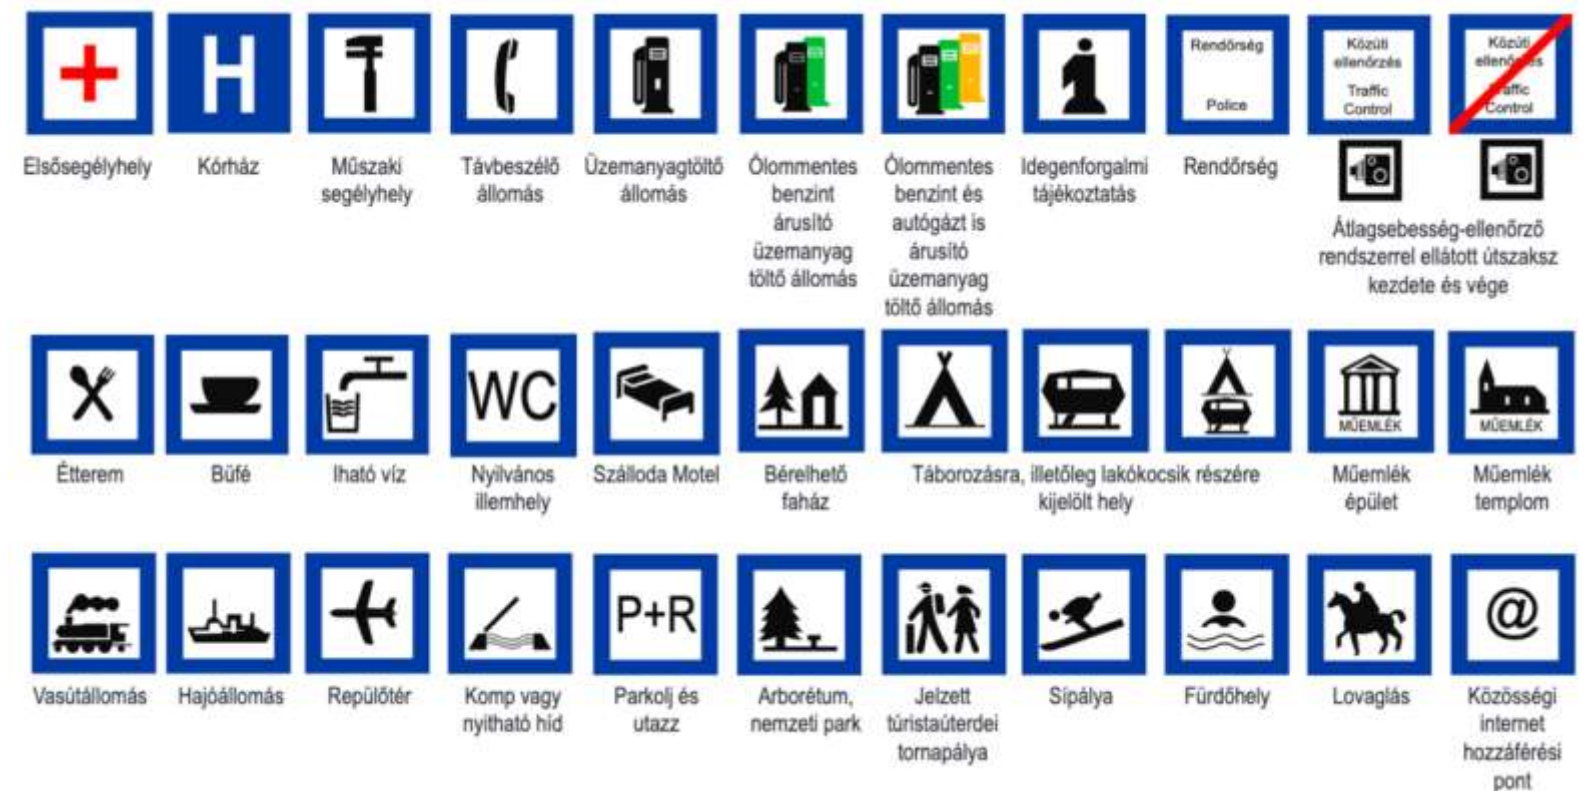 H
Rendőrség
Police
Közúti
ellenőrzés
Traffic
Control
Közúti
ellenőrzés
Traffic
Control
Elsősegélyhely
Kórház
Műszaki
segélyhely
Távbeszélő
állomás
Üzemanyagtöltő
állomás
Ólommentes
benzint
árusító
üzemanyag
töltő állomás
Ólommentes
benzint és
autógázt is
árusító
üzemanyag
töltő állomás
Idegenforgalmi
tájékoztatás
Rendőrség
Átlagsebesség-ellenőrző
rendszerrel ellátott útszaksz
kezdete és vége
WC
MŰEMLÉK
MŰEMLÉK
Étterem
Büfé
Iható víz
Nyilvános
illemhely
Szálloda Motel
Bérelhető
faház
Táborozásra, illetőleg lakókocsik részére
kijelölt hely
Műemlék
épület
Műemlék
templom
P+R
@
Vasútállomás
Hajóállomás
Repülőtér
Komp vagy
nyitható híd
Parkolj és
utazz
Arborétum,
nemzeti park
Jelzett
túristaúterdei
tornapálya
Sípálya
Fürdőhely
Lovaglás
Közösségi
internet
hozzáférési
pont